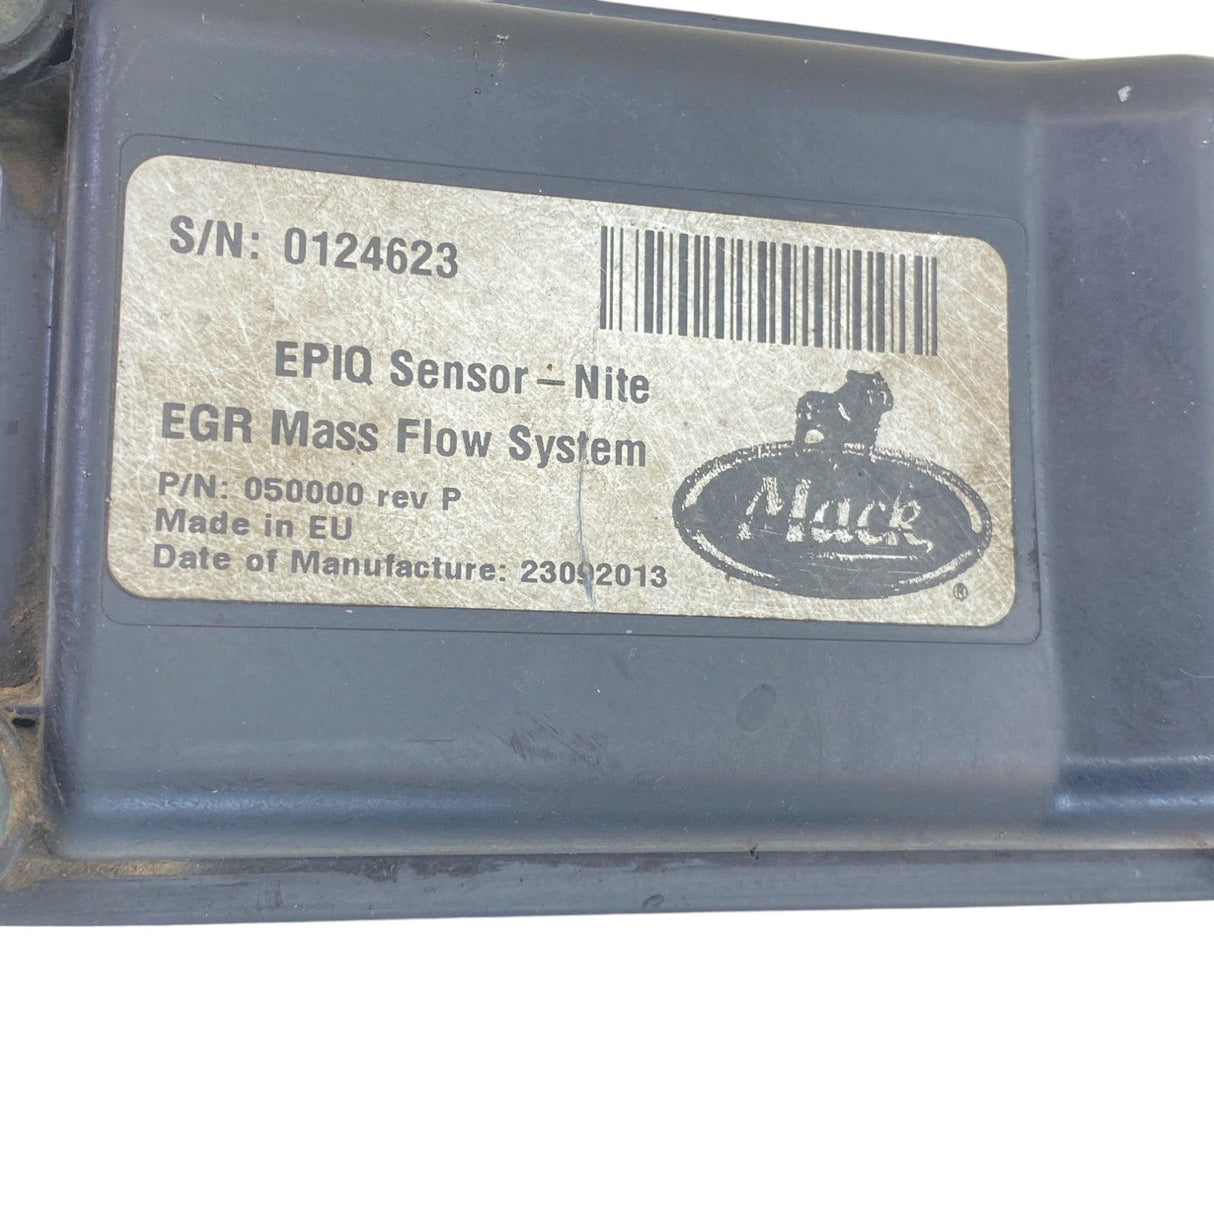 S/N: 0124623
EPIQ Sensor – Nite
EGR Mass Flow System
P/N: 050000 rev P
Made in EU
Date of Manufacture: 23092013
Mack
®